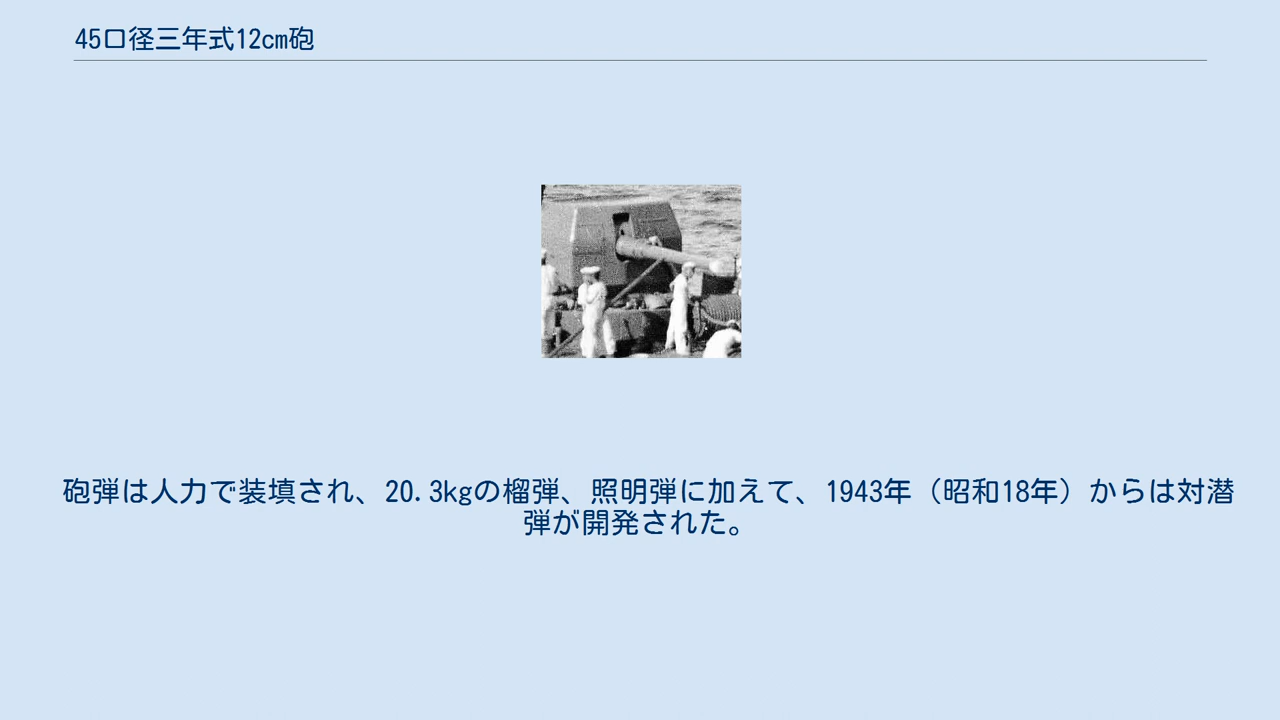 45口径三年式12cm砲
砲弾は人力で装填され、20.3kgの榴弾、照明弾に加えて、1943年（昭和18年）からは対潜
弾が開発された。